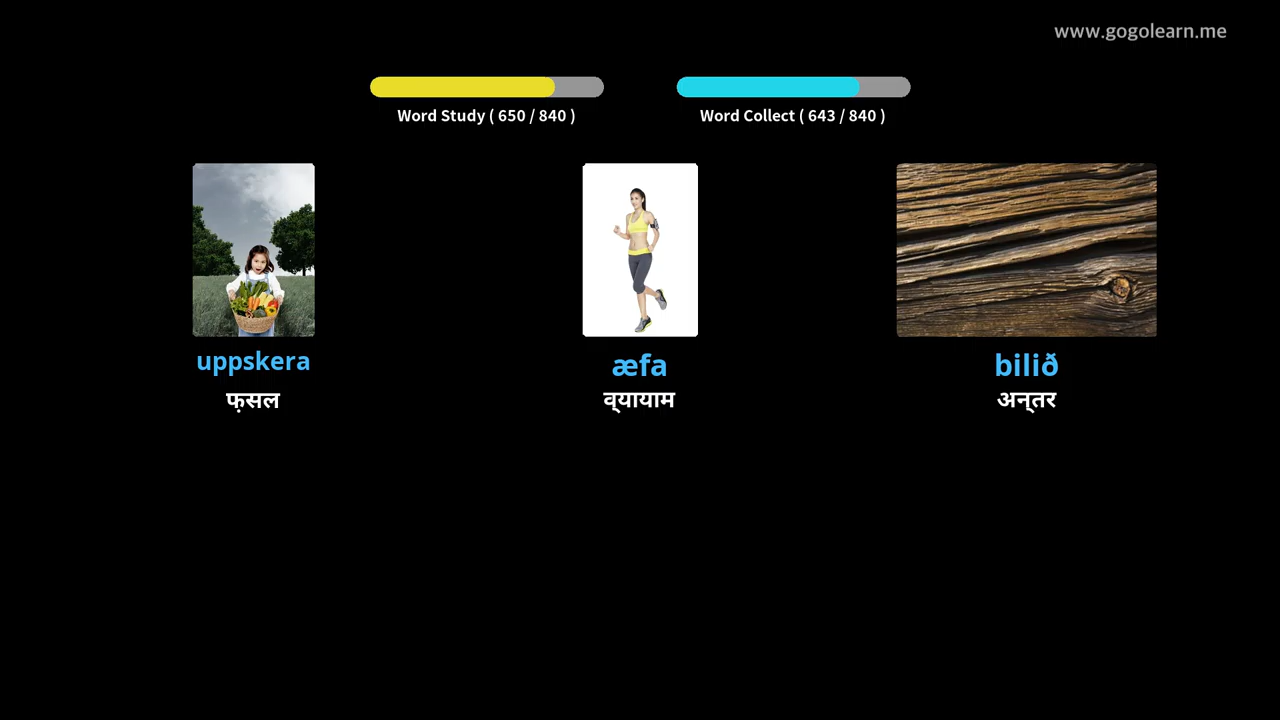 www.gogolearn.me
Word Study ( 650 / 840 )
Word Collect ( 643 / 840 )
uppskera
æfa
bilið
फ़सल
व्यायाम
अन्तर